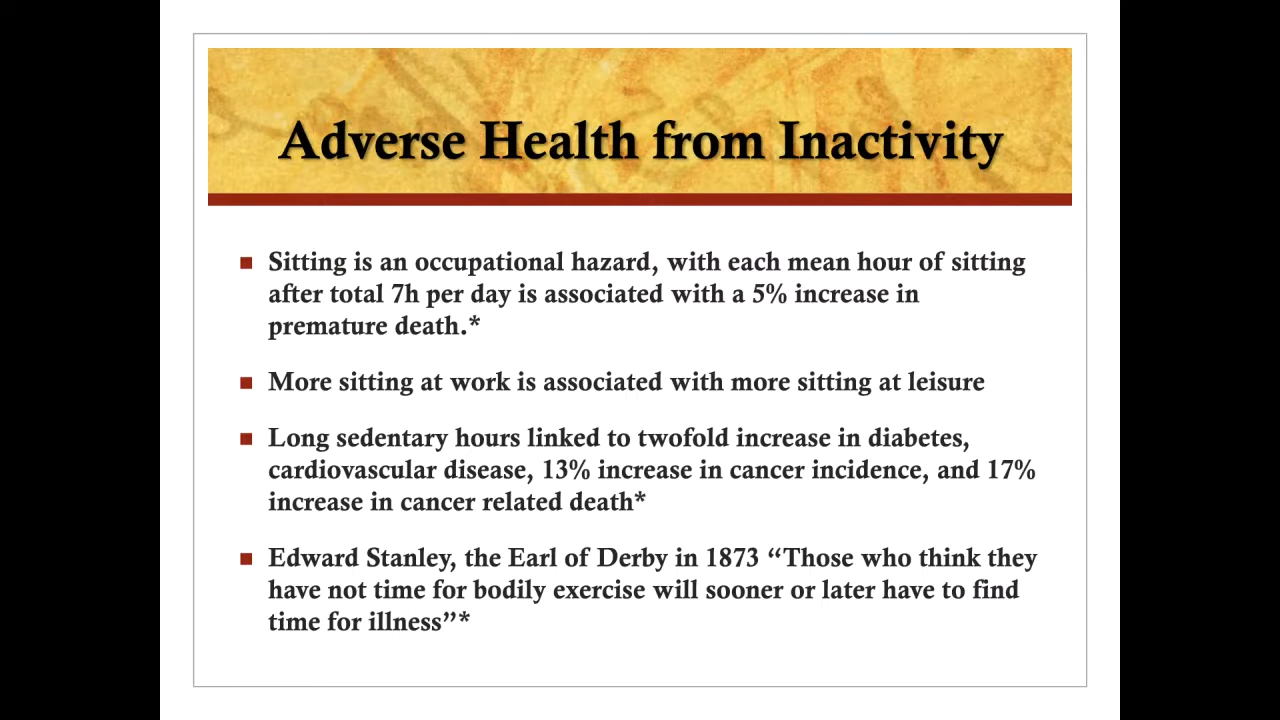 Adverse Health from Inactivity
Sitting is an occupational hazard, with each mean hour of sitting
after total 7h per day is associated with a 5% increase in
premature death.*
More sitting at work is associated with more sitting at leisure
Long sedentary hours linked to twofold increase in diabetes,
cardiovascular disease, 13% increase in cancer incidence, and 17%
increase in cancer related death*
Edward Stanley, the Earl of Derby in 1873 “Those who think they
have not time for bodily exercise will sooner or later have to find
time for illness”*